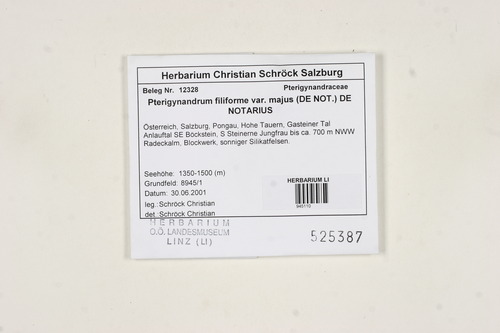 Herbarium Christian Schröck Salzburg
Beleg Nr. 12328 Pterigynandraceae
Pterigynandrum filiforme var. majus (DE NOT.) DE
NOTARIUS
Österreich, Salzburg, Pongau, Hohe Tauern, Gasteiner Tal
Anlauftal SE Böckstein, S Steinerne Jungfrau bis ca. 700 m NWW
Radeckalm, Blockwerk, sonniger Silikatfelsen.
Seehöhe: 1350-1500 (m)
Grundfeld: 8945/1
Datum: 30.06.2001
leg.: Schröck Christian
det.: Schröck Christian
HERBARIUM LI
945110
HERBARIUM
O.Ö. LANDESMUSEUM
LINZ (LI)
525387